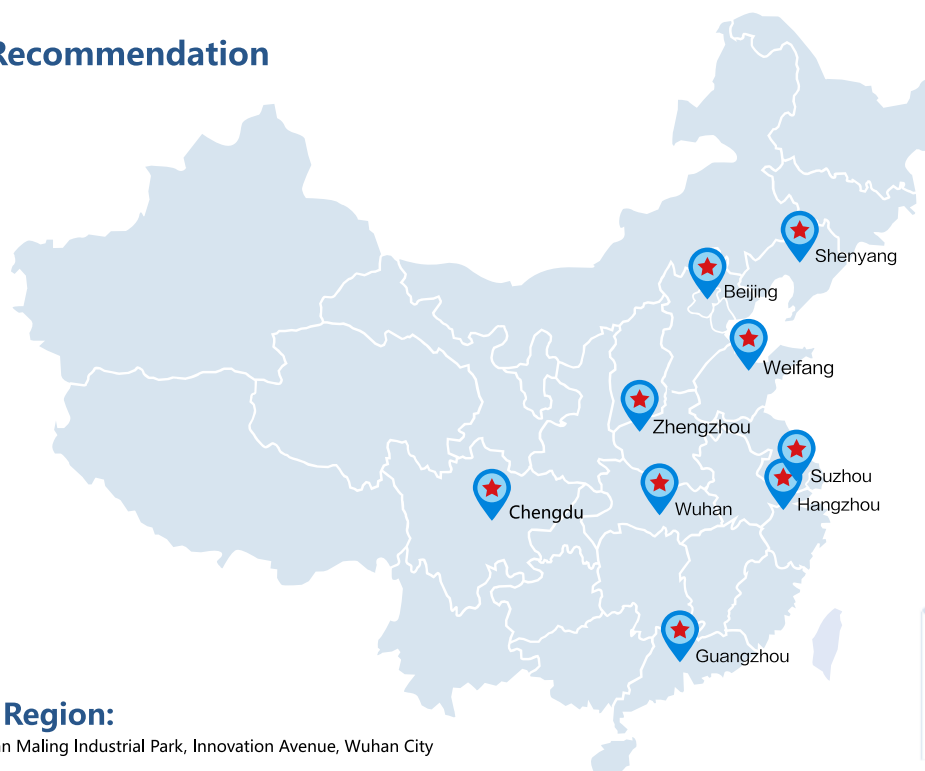 Recommendation
Shenyang
Beijing
Weifang
Zhengzhou
Suzhou
Chengdu
Wuhan
Hangzhou
Guangzhou
Region:
Maling Industrial Park, Innovation Avenue, Wuhan City